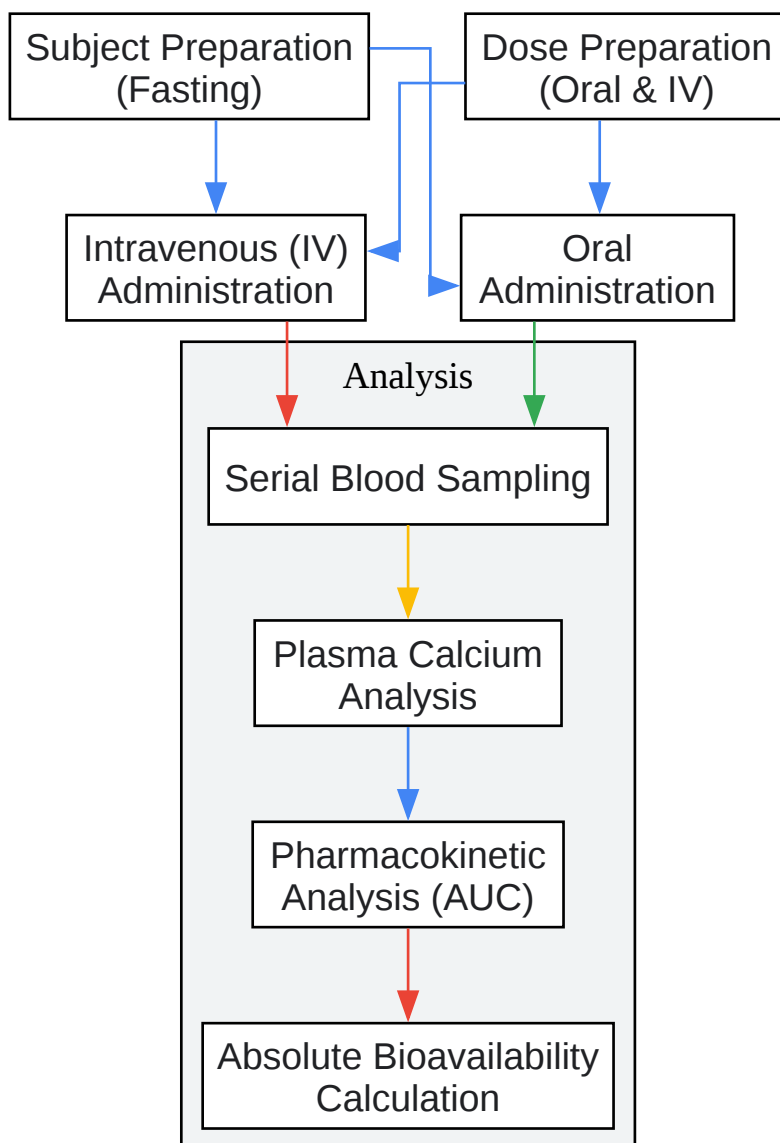 Subject Preparation
(Fasting)
Dose Preparation
(Oral & IV)
Intravenous (IV)
Administration
Oral
Administration
Analysis
Serial Blood Sampling
Plasma Calcium
Analysis
Pharmacokinetic
Analysis (AUC)
Absolute Bioavailability
Calculation